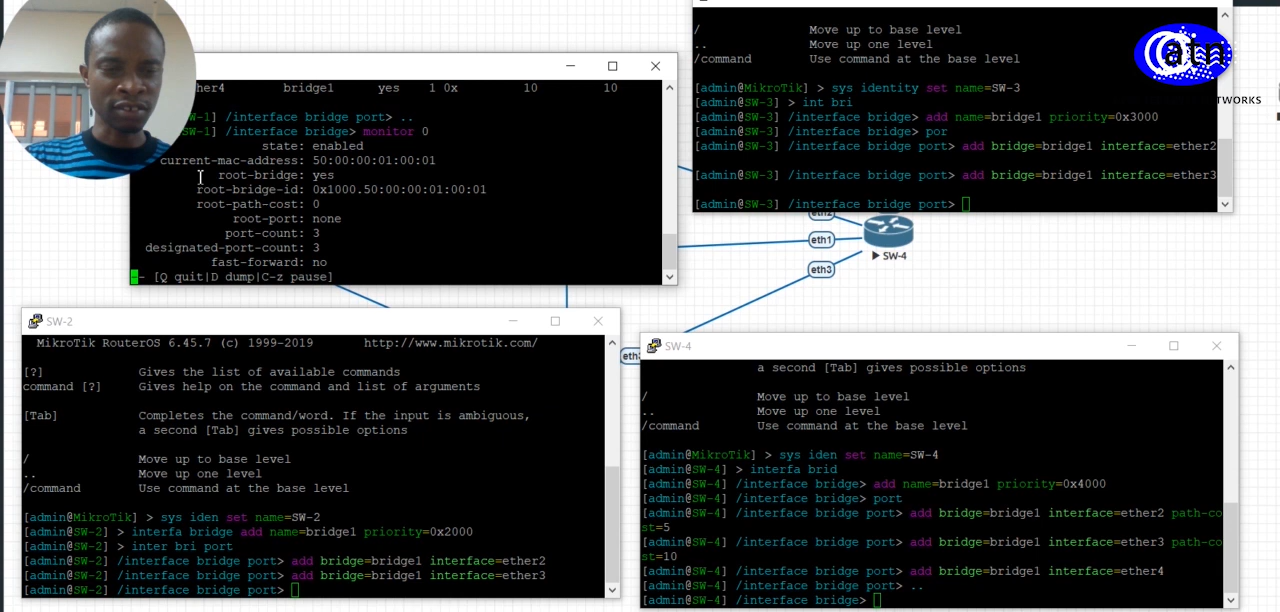 ther4 bridge1 yes 1 0x 10 10
W-1] /interface bridge port> ..
SW-1] /interface bridge> monitor 0
state: enabled
current-mac-address: 50:00:00:01:00:01
root-bridge: yes
root-bridge-id: 0x1000.50:00:00:01:00:01
root-path-cost: 0
root-port: none
port-count: 3
designated-port-count: 3
fast-forward: no
-- [Q quit|D dump|C-z pause]
/ Move up to base level
.. Move up one level
/command Use command at the base level
[admin@MikroTik] > sys identity set name=SW-3
[admin@SW-3] > int bri
[admin@SW-3] /interface bridge> add name=bridge1 priority=0x3000
[admin@SW-3] /interface bridge> por
[admin@SW-3] /interface bridge port> add bridge=bridge1 interface=ether2
[admin@SW-3] /interface bridge port> add bridge=bridge1 interface=ether3
[admin@SW-3] /interface bridge port>
atn
TWORKS
eth2
eth1
eth3
SW-4
eth3
SW-2
MikroTik RouterOS 6.45.7 (c) 1999-2019 http://www.mikrotik.com/
[?] Gives the list of available commands
command [?] Gives help on the command and list of arguments
[Tab] Completes the command/word. If the input is ambiguous,
a second [Tab] gives possible options
/ Move up to base level
.. Move up one level
/command Use command at the base level
[admin@MikroTik] > sys iden set name=SW-2
[admin@SW-2] > interfa bridge add name=bridge1 priority=0x2000
[admin@SW-2] > inter bri port
[admin@SW-2] /interface bridge port> add bridge=bridge1 interface=ether2
[admin@SW-2] /interface bridge port> add bridge=bridge1 interface=ether3
[admin@SW-2] /interface bridge port>
SW-4
a second [Tab] gives possible options
/ Move up to base level
.. Move up one level
/command Use command at the base level
[admin@MikroTik] > sys iden set name=SW-4
[admin@SW-4] > interfa brid
[admin@SW-4] /interface bridge> add name=bridge1 priority=0x4000
[admin@SW-4] /interface bridge> port
[admin@SW-4] /interface bridge port> add bridge=bridge1 interface=ether2 path-co
st=5
[admin@SW-4] /interface bridge port> add bridge=bridge1 interface=ether3 path-co
st=10
[admin@SW-4] /interface bridge port> add bridge=bridge1 interface=ether4
[admin@SW-4] /interface bridge port> ..
[admin@SW-4] /interface bridge>